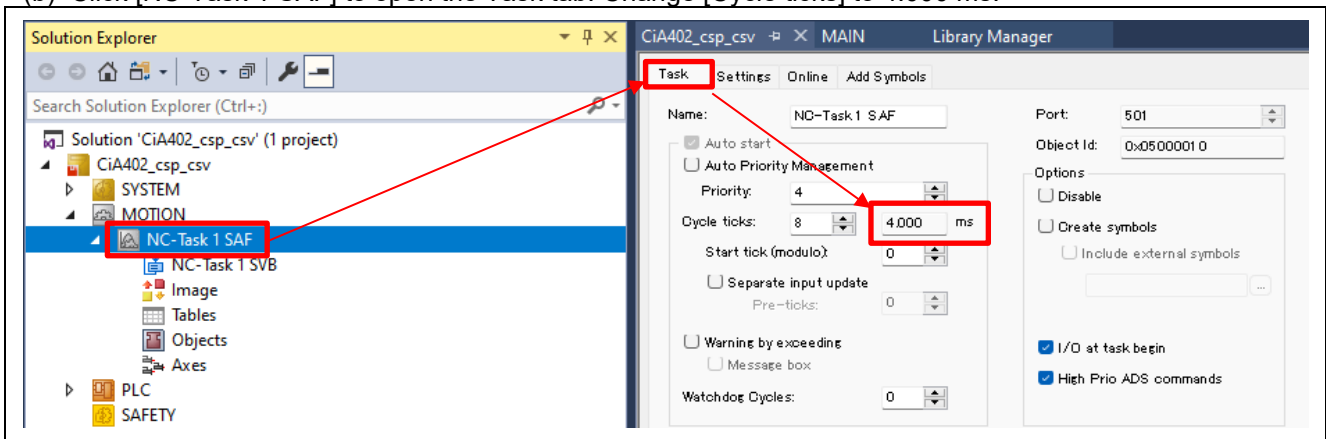 (b) Click [NC-Task 1 SAF] to open the Task tab. Change [Cycle ticks] to 4.000 ms.
Solution Explorer
Search Solution Explorer (Ctrl+:)
Solution 'CiA402_csp_csv' (1 project)
CiA402_csp_csv
SYSTEM
MOTION
NC-Task 1 SAF
NC-Task 1 SVB
Image
Tables
Objects
Axes
PLC
SAFETY
CiA402_csp_csv MAIN Library Manager
Task Settings Online Add Symbols
Name: NC-Task 1 SAF
Auto start
Auto Priority Management
Priority: 4
Cycle ticks: 8 4.000 ms
Start tick (modulo): 0
Separate input update
Pre-ticks: 0
Warning by exceeding
Message box
Watchdog Cycles: 0
Port: 501
Object Id: 0x05000010
Options
Disable
Create symbols
Include external symbols
...
I/O at task begin
High Prio ADS commands